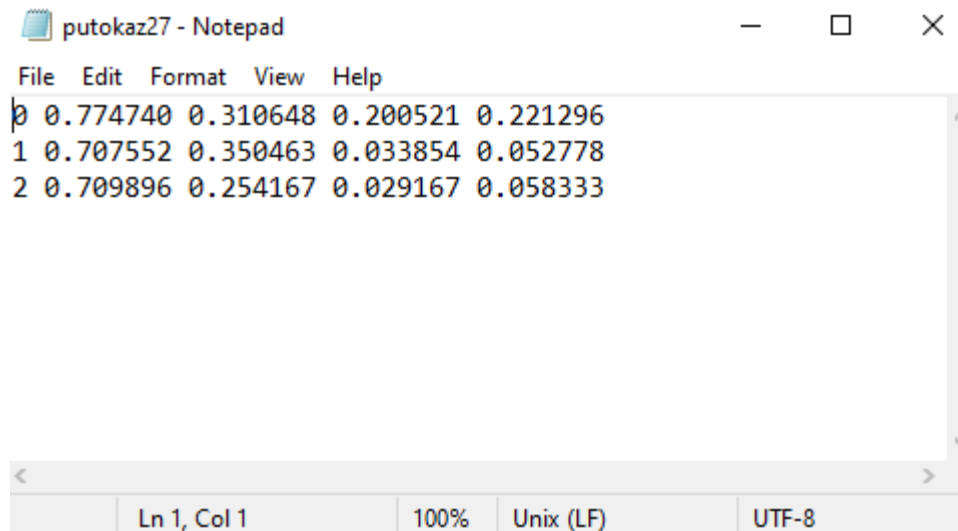 putokaz27 - Notepad
File Edit Format View Help
0 0.774740 0.310648 0.200521 0.221296
1 0.707552 0.350463 0.033854 0.052778
2 0.709896 0.254167 0.029167 0.058333
Ln 1, Col 1 100% Unix (LF) UTF-8